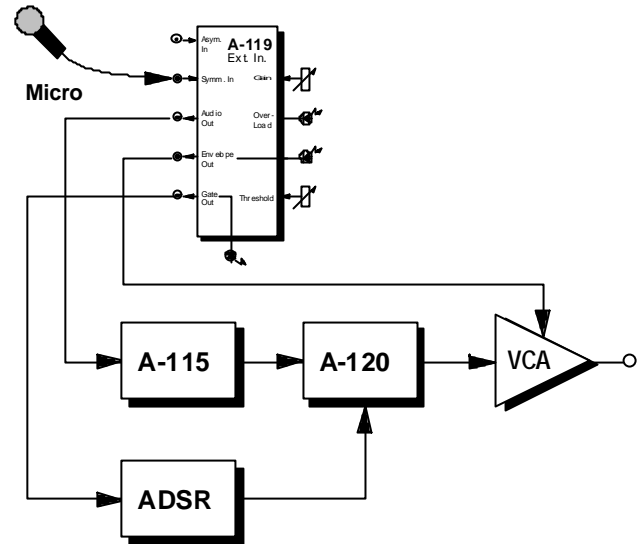 Micro
A-119
Ext. In.
Asym.
In
Symm. In
Audio
Out
Envelope
Out
Gate
Out
Gain
Over-
Load
Threshold
A-115
A-120
VCA
ADSR